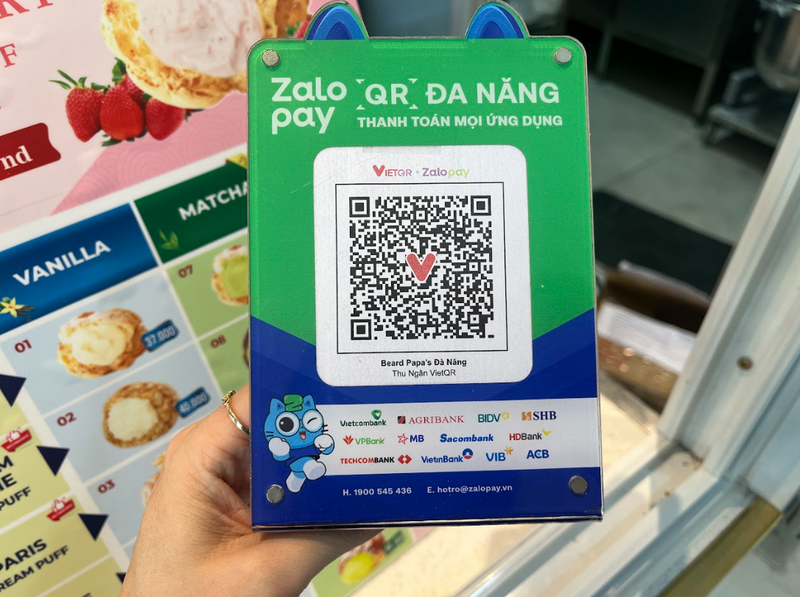 Zalo
pay
QR ĐA NĂNG
THANH TOÁN MỌI ỨNG DỤNG
VIETQR · Zalopay
Beard Papa's Đà Nẵng
Thu Ngân VietQR
Vietcombank AGRIBANK BIDV SHB
VPBank MB Sacombank HDBank
TECHCOMBANK VietinBank VIB ACB
H. 1900 545 436 E. hotro@zalopay.vn
F
nd
VANILLA
MATCHA
01
37.000
07
02
40.000
08
03
PUFF
PARIS
REAM PUFF